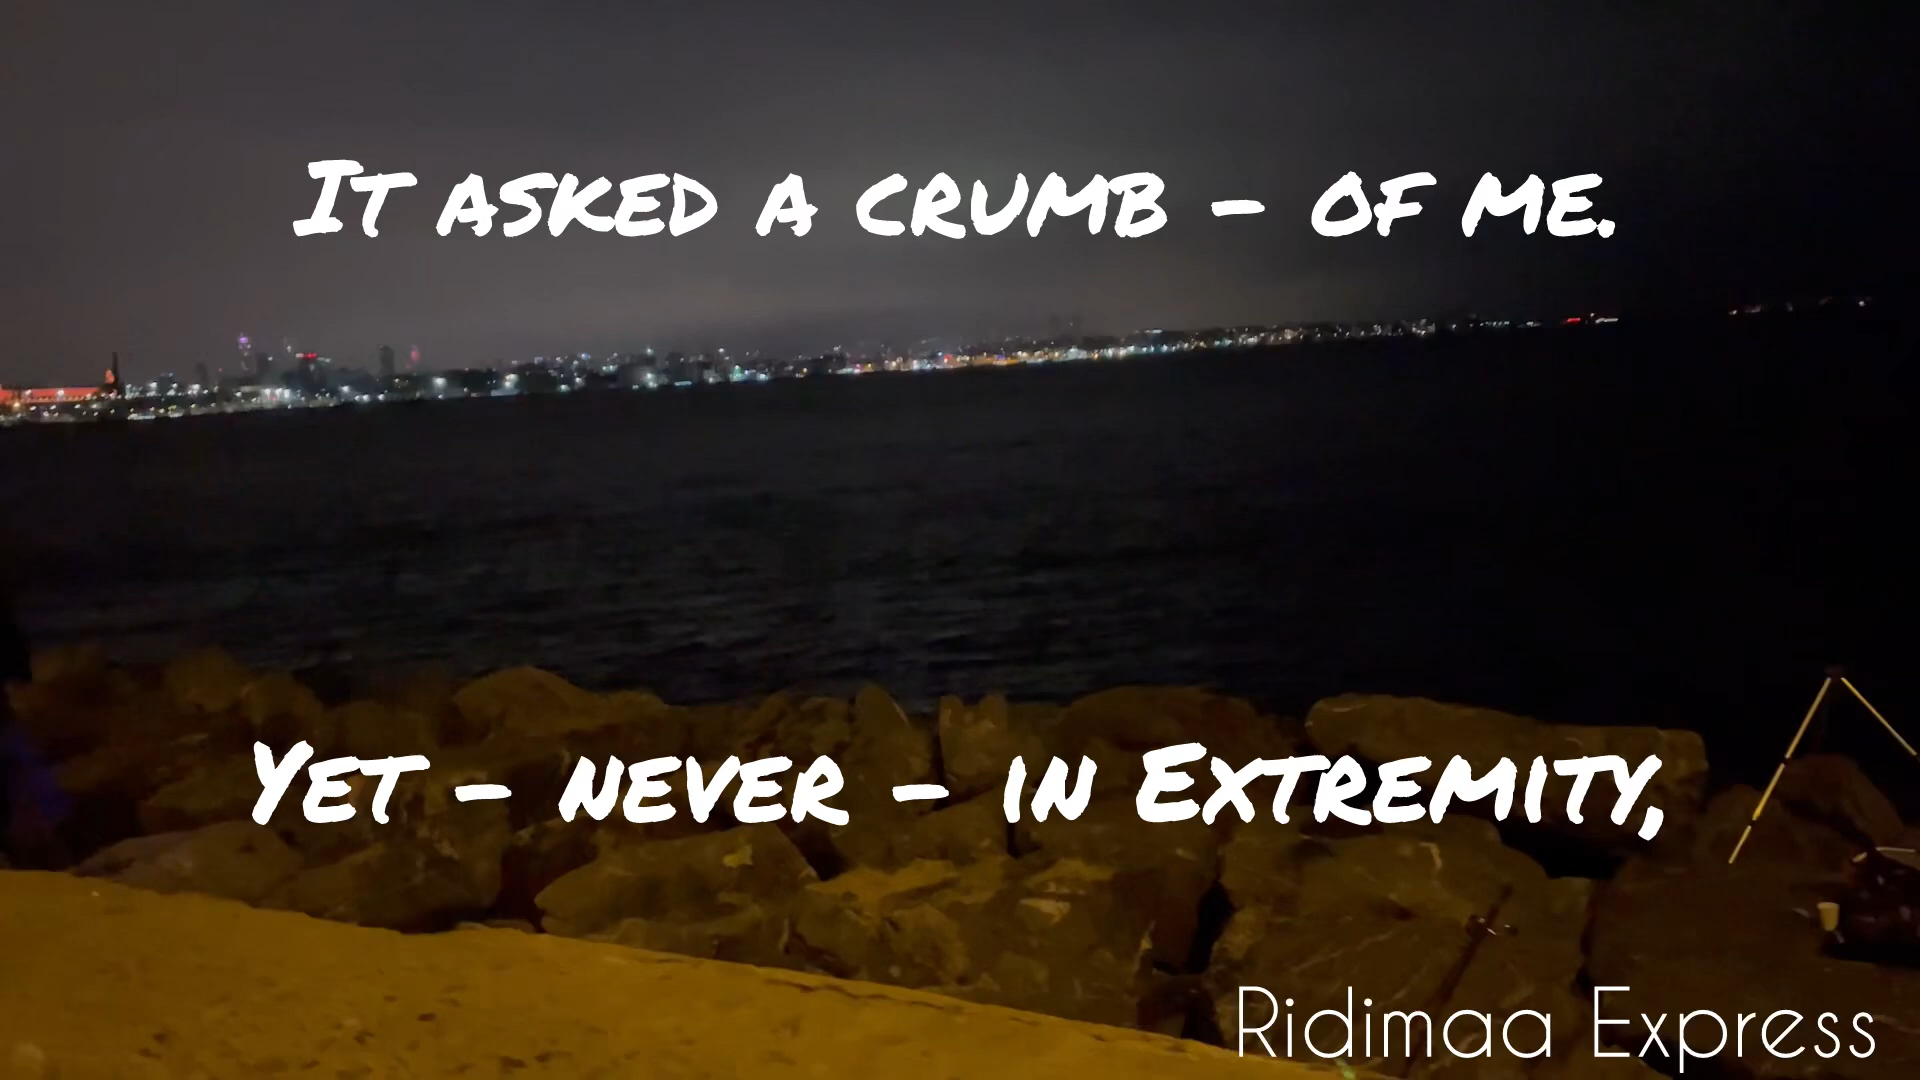 It asked a crumb - of me.
Yet - never - in Extremity,
Ridimaa Express